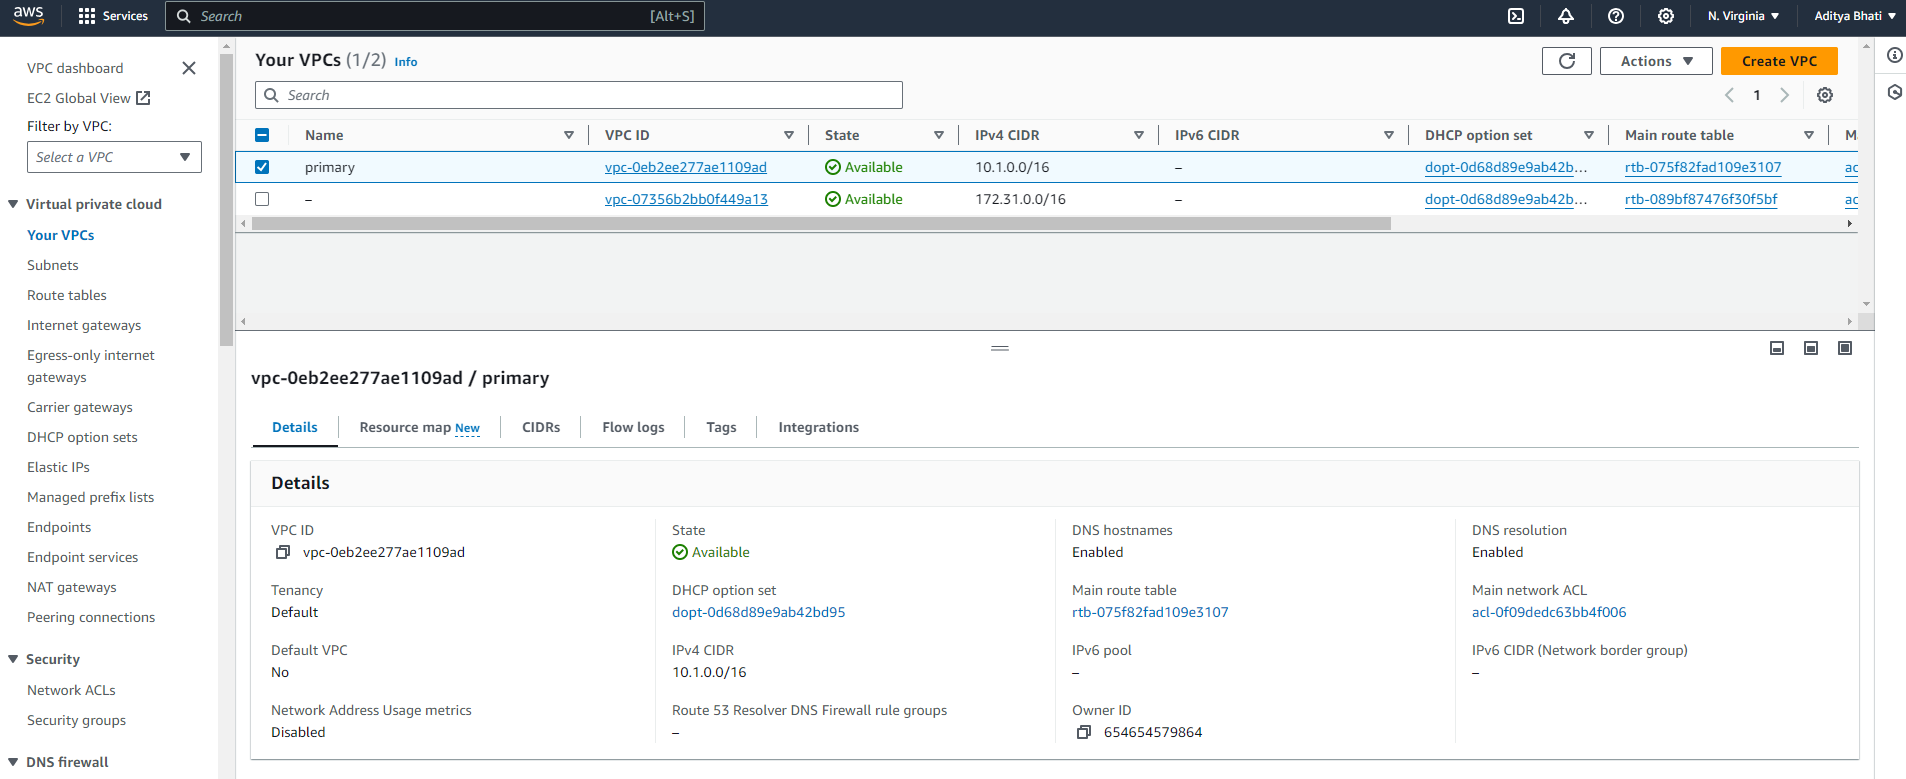 aws Services Search [Alt+S] N. Virginia Aditya Bhati
VPC dashboard
EC2 Global View
Filter by VPC:
Select a VPC
Virtual private cloud
Your VPCs
Subnets
Route tables
Internet gateways
Egress-only internet
gateways
Carrier gateways
DHCP option sets
Elastic IPs
Managed prefix lists
Endpoints
Endpoint services
NAT gateways
Peering connections
Security
Network ACLs
Security groups
DNS firewall
Your VPCs (1/2) Info
Actions
Create VPC
Search
1
Name VPC ID State IPv4 CIDR IPv6 CIDR DHCP option set Main route table M
primary vpc-0eb2ee277ae1109ad Available 10.1.0.0/16 – dopt-0d68d89e9ab42b... rtb-075f82fad109e3107 ac
– vpc-07356b2bb0f449a13 Available 172.31.0.0/16 – dopt-0d68d89e9ab42b... rtb-089bf87476f30f5bf ac
vpc-0eb2ee277ae1109ad / primary
Details Resource map New CIDRs Flow logs Tags Integrations
Details
VPC ID State DNS hostnames DNS resolution
vpc-0eb2ee277ae1109ad Available Enabled Enabled
Tenancy DHCP option set Main route table Main network ACL
Default dopt-0d68d89e9ab42bd95 rtb-075f82fad109e3107 acl-0f09dedc63bb4f006
Default VPC IPv4 CIDR IPv6 pool IPv6 CIDR (Network border group)
No 10.1.0.0/16 – –
Network Address Usage metrics Route 53 Resolver DNS Firewall rule groups Owner ID
Disabled – 654654579864